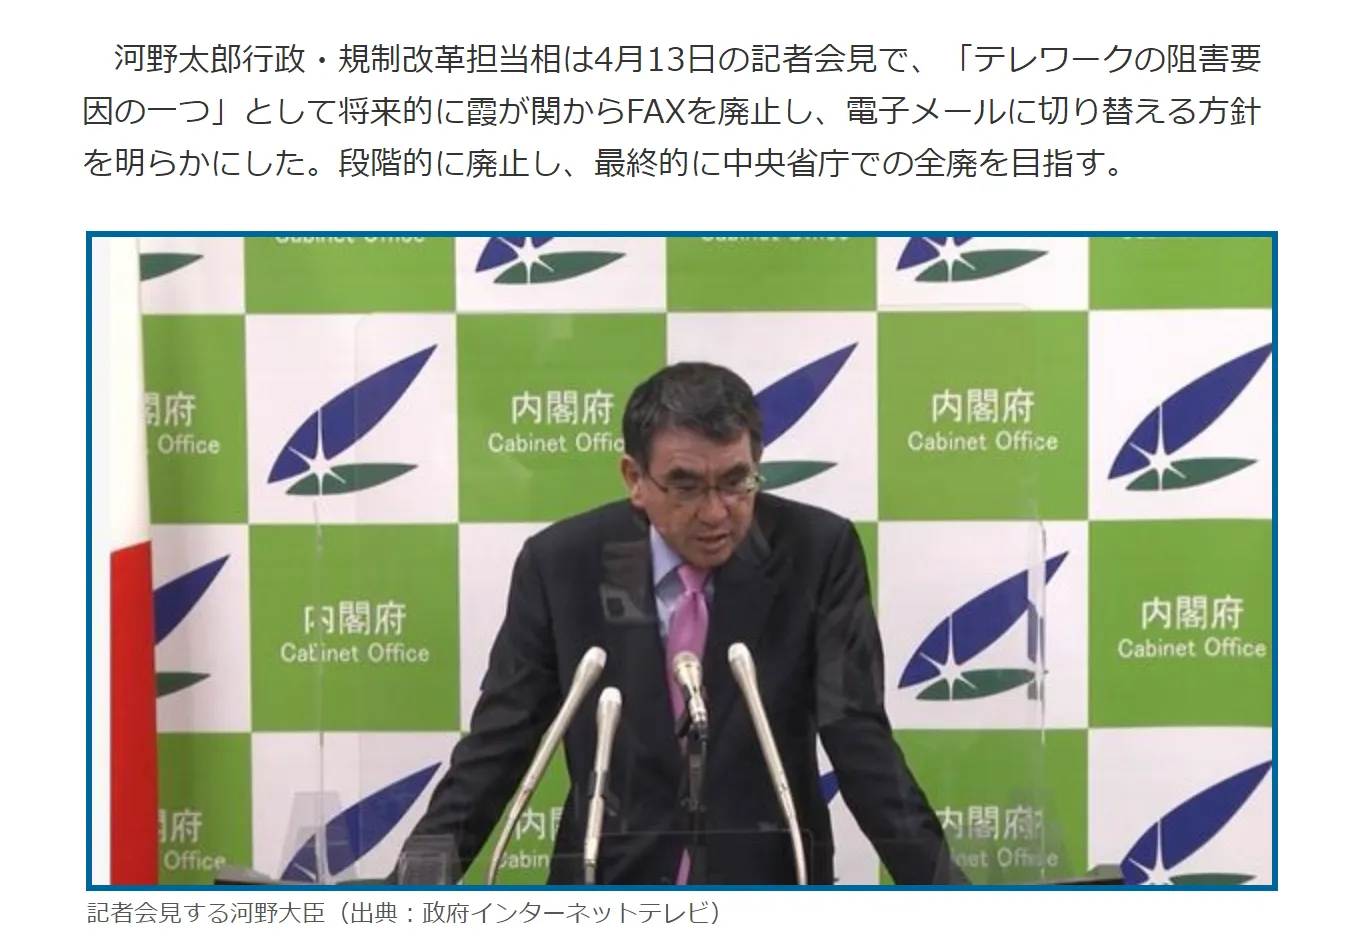 河野太郎行政・規制改革担当相は4月13日の記者会見で、「テレワークの阻害要
因の一つ」として将来的に霞が関からFAXを廃止し、電子メールに切り替える方針
を明らかにした。段階的に廃止し、最終的に中央省庁での全廃を目指す。
Cabinet Office
Cabinet Office
閣府
Office
内閣府
Cabinet Offic
内閣府
Cabinet Office
内閣府
Cabinet Office
内閣府
Cabinet Office
府
Office
内
Cabin
内閣府
inet Office
記者会見する河野大臣（出典：政府インターネットテレビ）